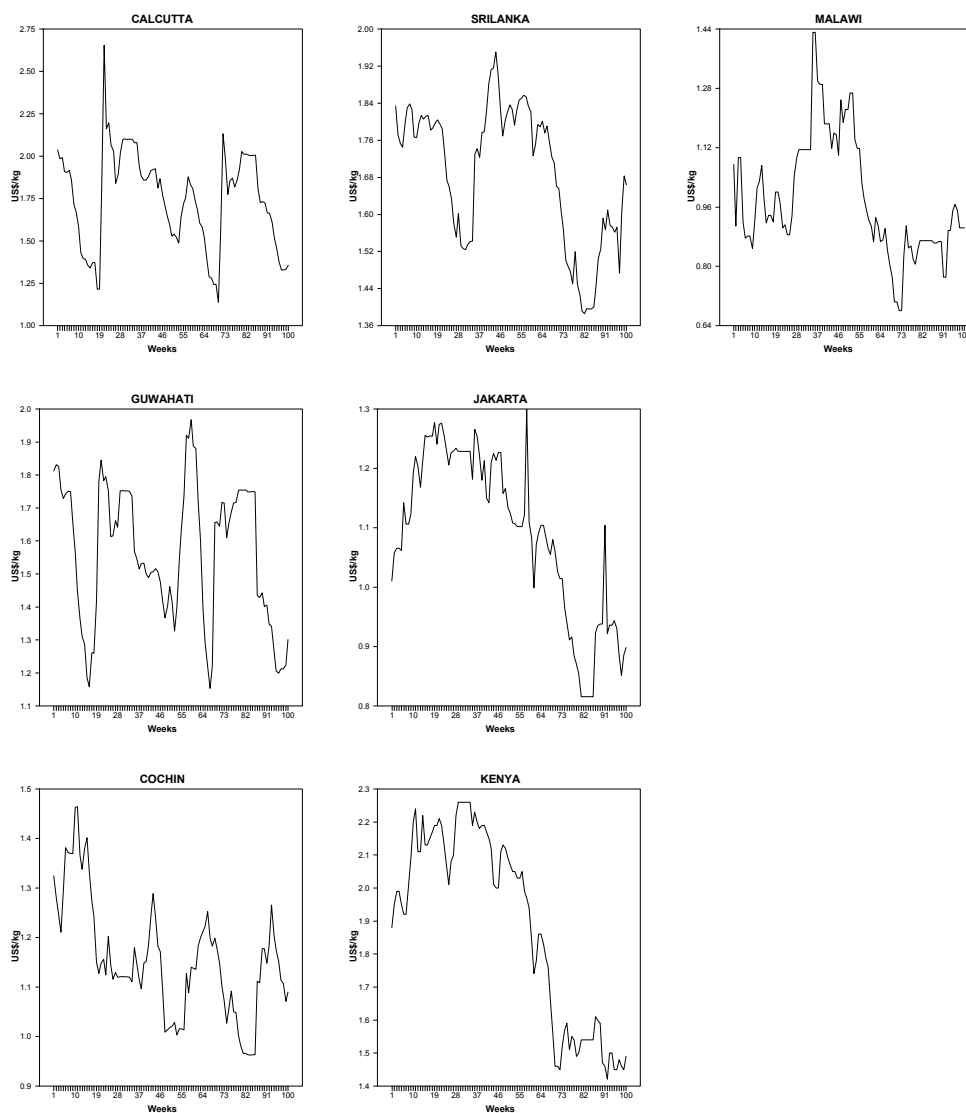 CALCUTTA
US$/kg
2.75
2.50
2.25
2.00
1.75
1.50
1.25
1.00
1 10 19 28 37 46 55 64 73 82 91 100
Weeks
SRILANKA
US$/kg
2.00
1.92
1.84
1.76
1.68
1.60
1.52
1.44
1.36
1 10 19 28 37 46 55 64 73 82 91 100
Weeks
MALAWI
US$/kg
1.44
1.28
1.12
0.96
0.80
0.64
1 10 19 28 37 46 55 64 73 82 91 100
Weeks
GUWAHATI
US$/kg
2.0
1.9
1.8
1.7
1.6
1.5
1.4
1.3
1.2
1.1
1 10 19 28 37 46 55 64 73 82 91 100
Weeks
JAKARTA
US$/kg
1.3
1.2
1.1
1.0
0.9
0.8
1 10 19 28 37 46 55 64 73 82 91 100
Weeks
COCHIN
US$/kg
1.5
1.4
1.3
1.2
1.1
1.0
0.9
1 10 19 28 37 46 55 64 73 82 91 100
Weeks
KENYA
US$/kg
2.3
2.2
2.1
2.0
1.9
1.8
1.7
1.6
1.5
1.4
1 10 19 28 37 46 55 64 73 82 91 100
Weeks